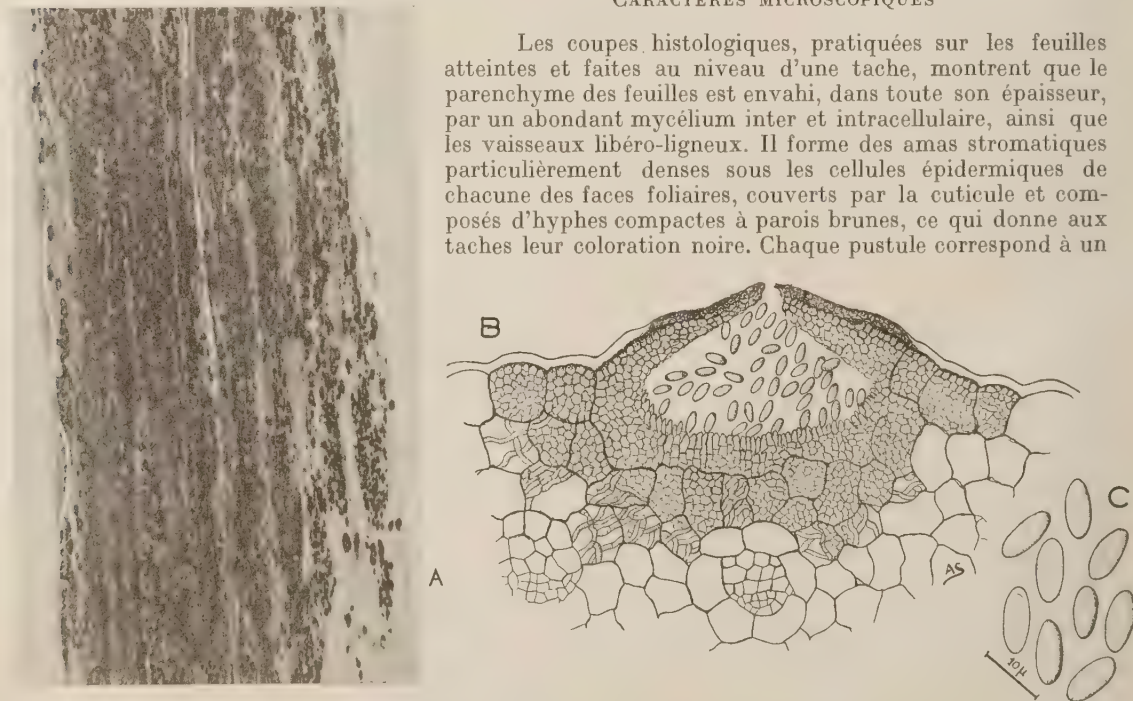 CARACTÈRES MICROSCOPIQUES
Les coupes histologiques, pratiquées sur les feuilles
atteintes et faites au niveau d'une tache, montrent que le
parenchyme des feuilles est envahi, dans toute son épaisseur,
par un abondant mycélium inter et intracellulaire, ainsi que
les vaisseaux libéro-ligneux. Il forme des amas stromatiques
particulièrement denses sous les cellules épidermiques de
chacune des faces foliaires, couverts par la cuticule et com-
posés d'hyphes compactes à parois brunes, ce qui donne aux
taches leur coloration noire. Chaque pustule correspond à un
B
C
A
AS
10μ